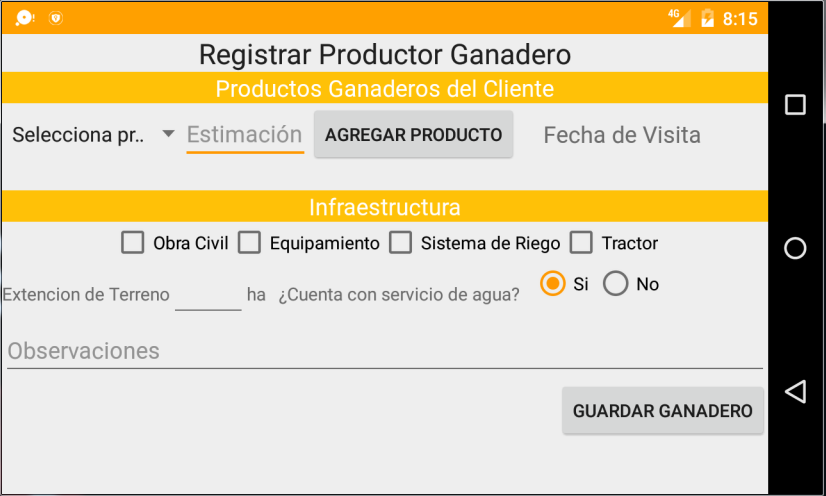 4G 8:15
Registrar Productor Ganadero
Productos Ganaderos del Cliente
Selecciona pr.. Estimación AGREGAR PRODUCTO Fecha de Visita
Infraestructura
Obra Civil Equipamiento Sistema de Riego Tractor
Extencion de Terreno ha ¿Cuenta con servicio de agua? Si No
Observaciones
GUARDAR GANADERO